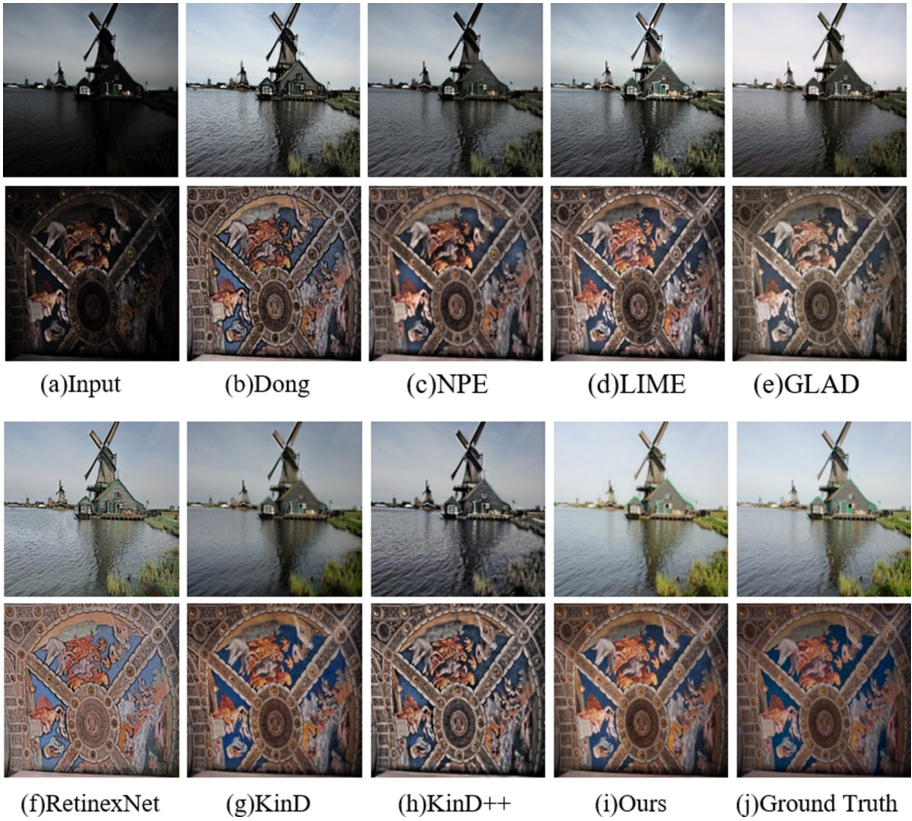 (a)Input (b)Dong (c)NPE (d)LIME (e)GLAD
(f)RetinexNet (g)KinD (h)KinD++ (i)Ours (j)Ground Truth